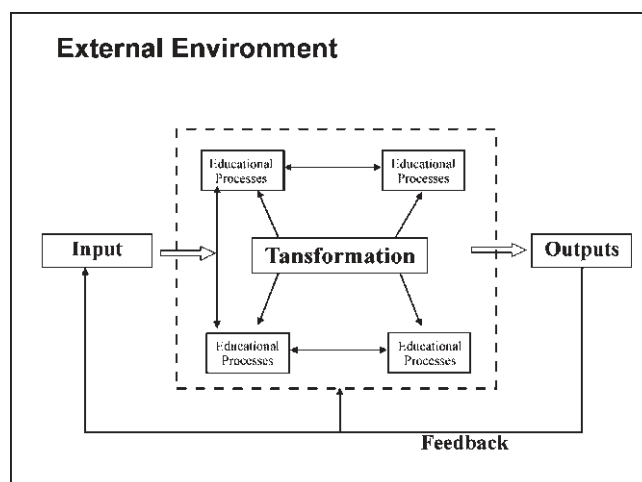 External Environment
Educational
Processes
Educational
Processes
Input
Tansformation
Outputs
Educational
Processes
Educational
Processes
Feedback